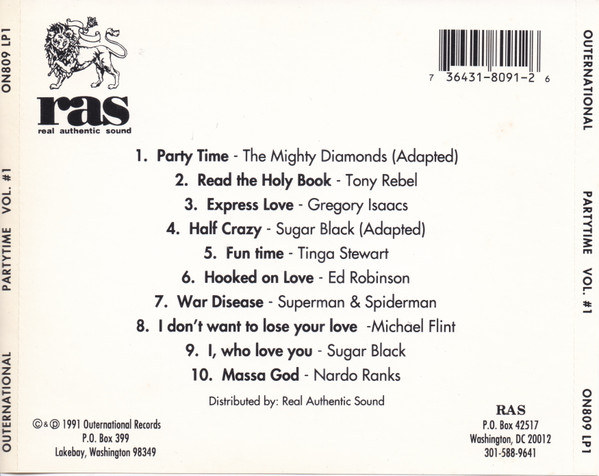 ON809 LP1
PARTYTIME VOL. #1
OUTERNATIONAL
ras
real authentic sound
7 36431-8091-2 6
1. Party Time - The Mighty Diamonds (Adapted)
2. Read the Holy Book - Tony Rebel
3. Express Love - Gregory Isaacs
4. Half Crazy - Sugar Black (Adapted)
5. Fun time - Tinga Stewart
6. Hooked on Love - Ed Robinson
7. War Disease - Superman & Spiderman
8. I don't want to lose your love -Michael Flint
9. I, who love you - Sugar Black
10. Massa God - Nardo Ranks
Distributed by: Real Authentic Sound
©&℗ 1991 Outernational Records
P.O. Box 399
Lakebay, Washington 98349
RAS
P.O. Box 42517
Washington, DC 20012
301-588-9641
OUTERNATIONAL
PARTYTIME VOL. #1
ON809 LP1